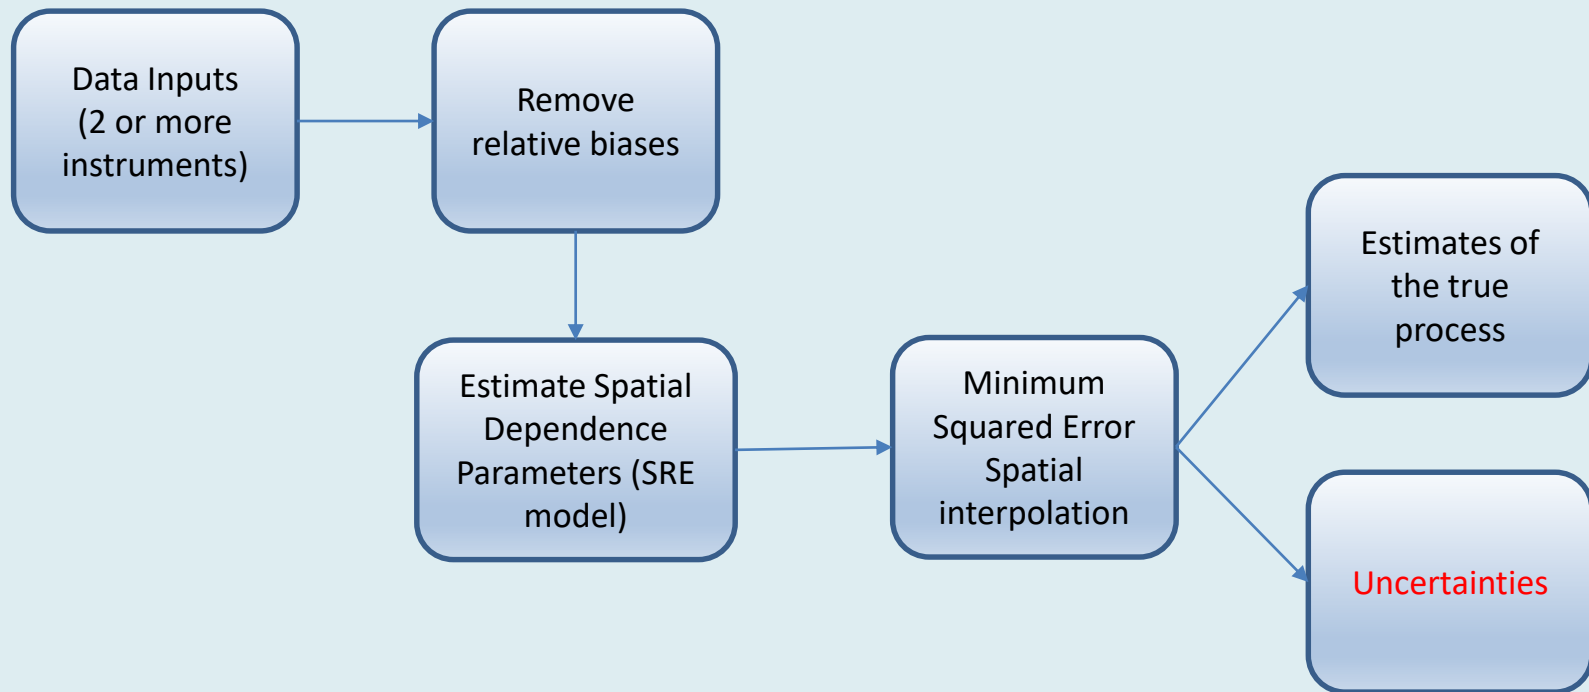 Data Inputs
(2 or more
instruments)
Remove
relative biases
Estimate Spatial
Dependence
Parameters (SRE
model)
Minimum
Squared Error
Spatial
interpolation
Estimates of
the true
process
Uncertainties